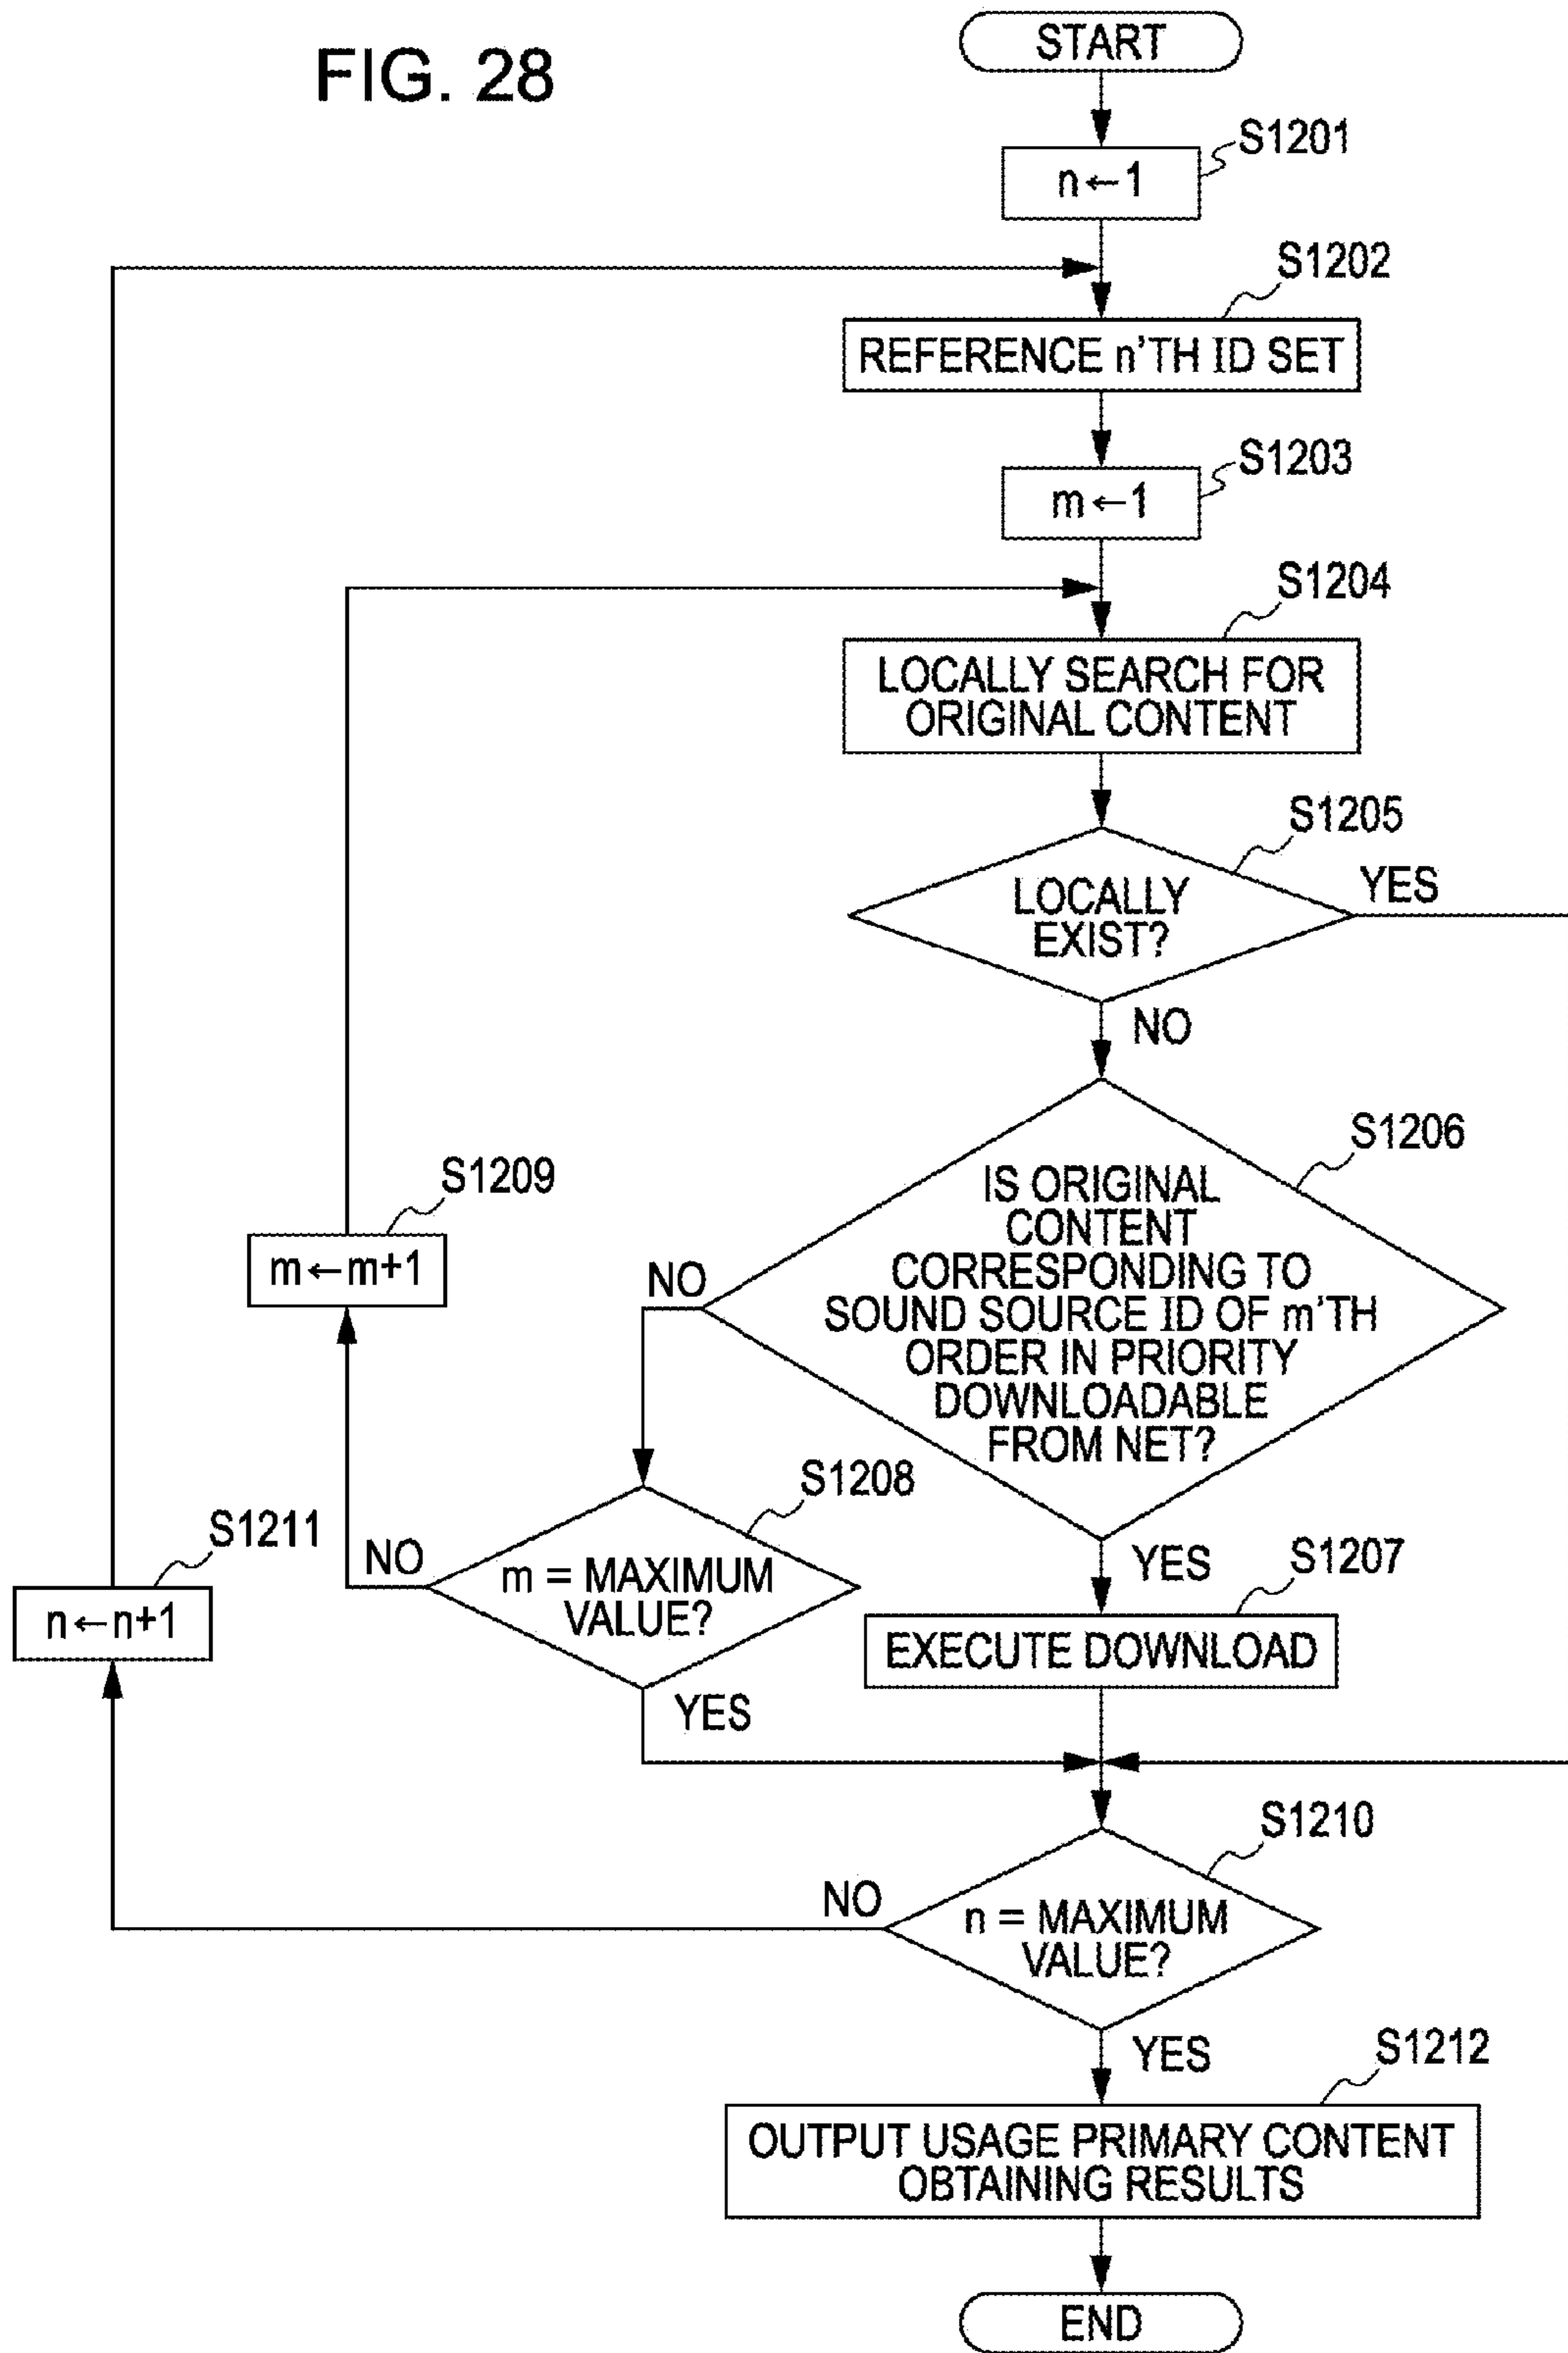 FIG. 28
START
S1201
n←1
S1202
REFERENCE n'TH ID SET
S1203
m←1
S1204
LOCALLY SEARCH FOR
ORIGINAL CONTENT
S1205
LOCALLY
EXIST?
YES
NO
S1206
IS ORIGINAL
CONTENT
CORRESPONDING TO
SOUND SOURCE ID OF m'TH
ORDER IN PRIORITY
DOWNLOADABLE
FROM NET?
NO
S1209
m←m+1
S1208
m = MAXIMUM
VALUE?
NO
YES
YES
S1207
EXECUTE DOWNLOAD
S1211
n←n+1
S1210
n = MAXIMUM
VALUE?
NO
YES
S1212
OUTPUT USAGE PRIMARY CONTENT
OBTAINING RESULTS
END